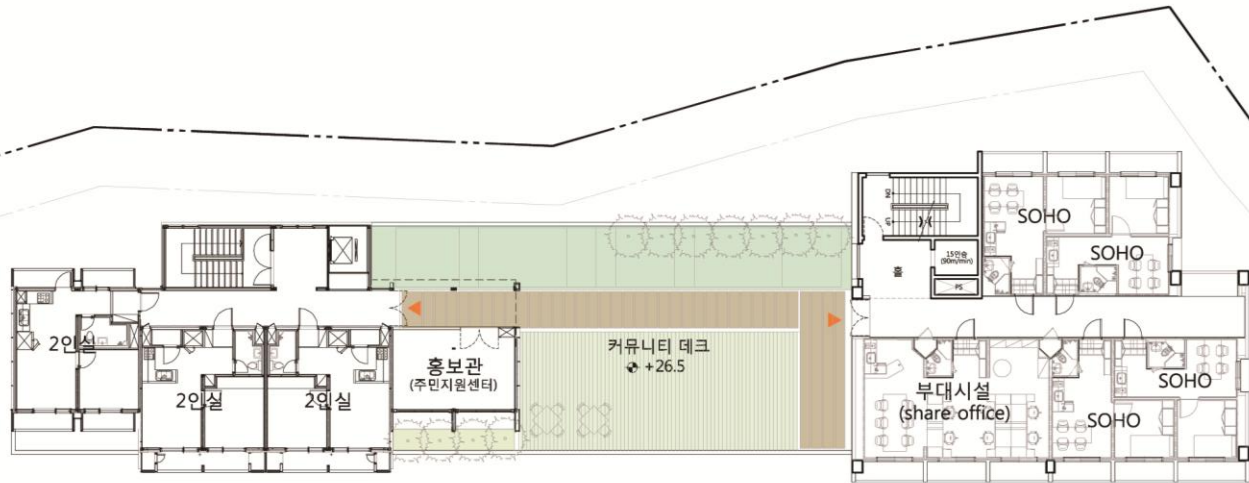 DN
UP
SOHO
SOHO
15인승
(90m/min)
홀
PS
2인실
2인실
2인실
홍보관
(주민지원센터)
커뮤니티 데크
+26.5
부대시설
(share office)
SOHO
SOHO